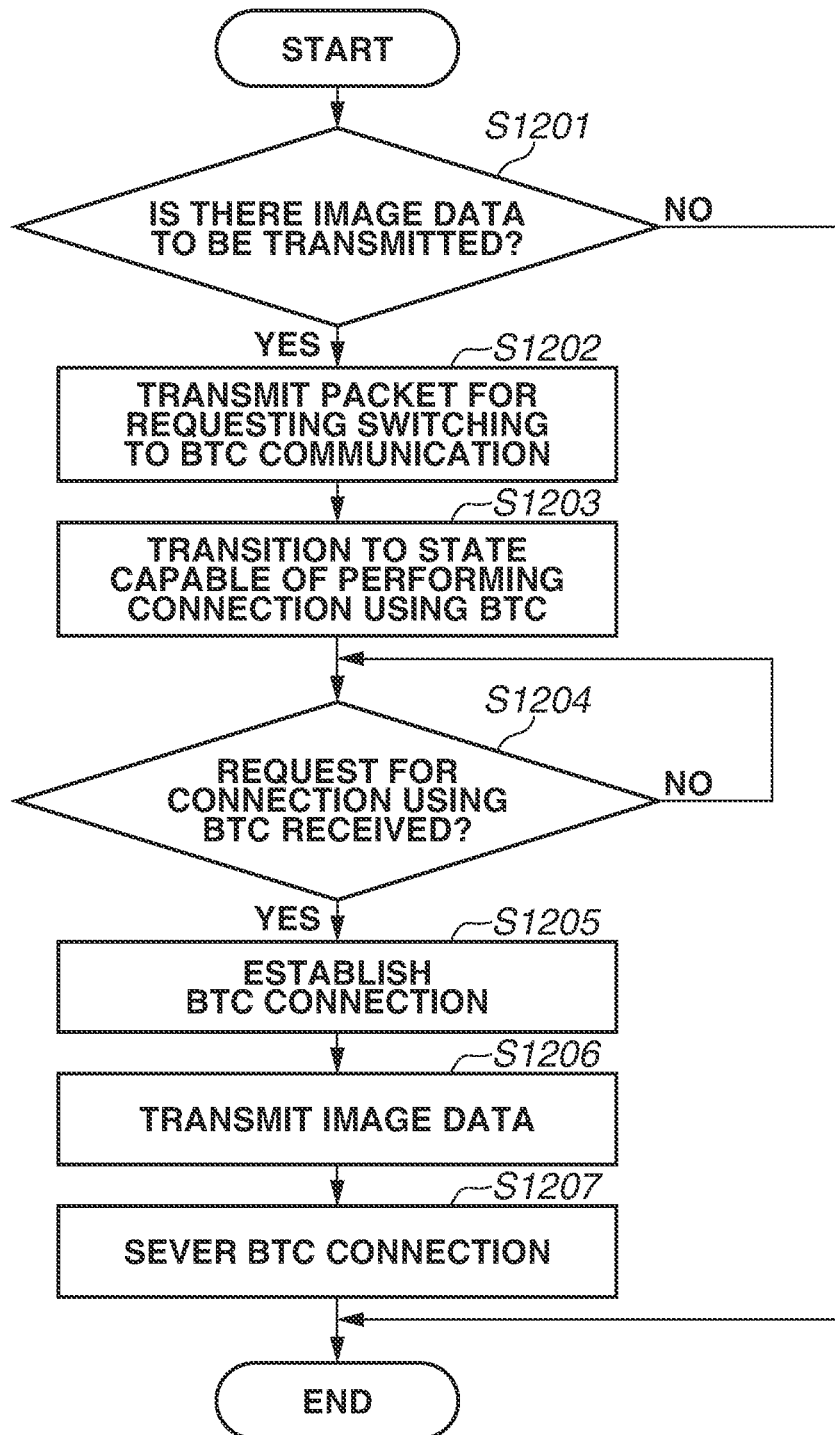 START
S1201
IS THERE IMAGE DATA
TO BE TRANSMITTED?
NO
YES
S1202
TRANSMIT PACKET FOR
REQUESTING SWITCHING
TO BTC COMMUNICATION
S1203
TRANSITION TO STATE
CAPABLE OF PERFORMING
CONNECTION USING BTC
S1204
REQUEST FOR
CONNECTION USING
BTC RECEIVED?
NO
YES
S1205
ESTABLISH
BTC CONNECTION
S1206
TRANSMIT IMAGE DATA
S1207
SEVER BTC CONNECTION
END